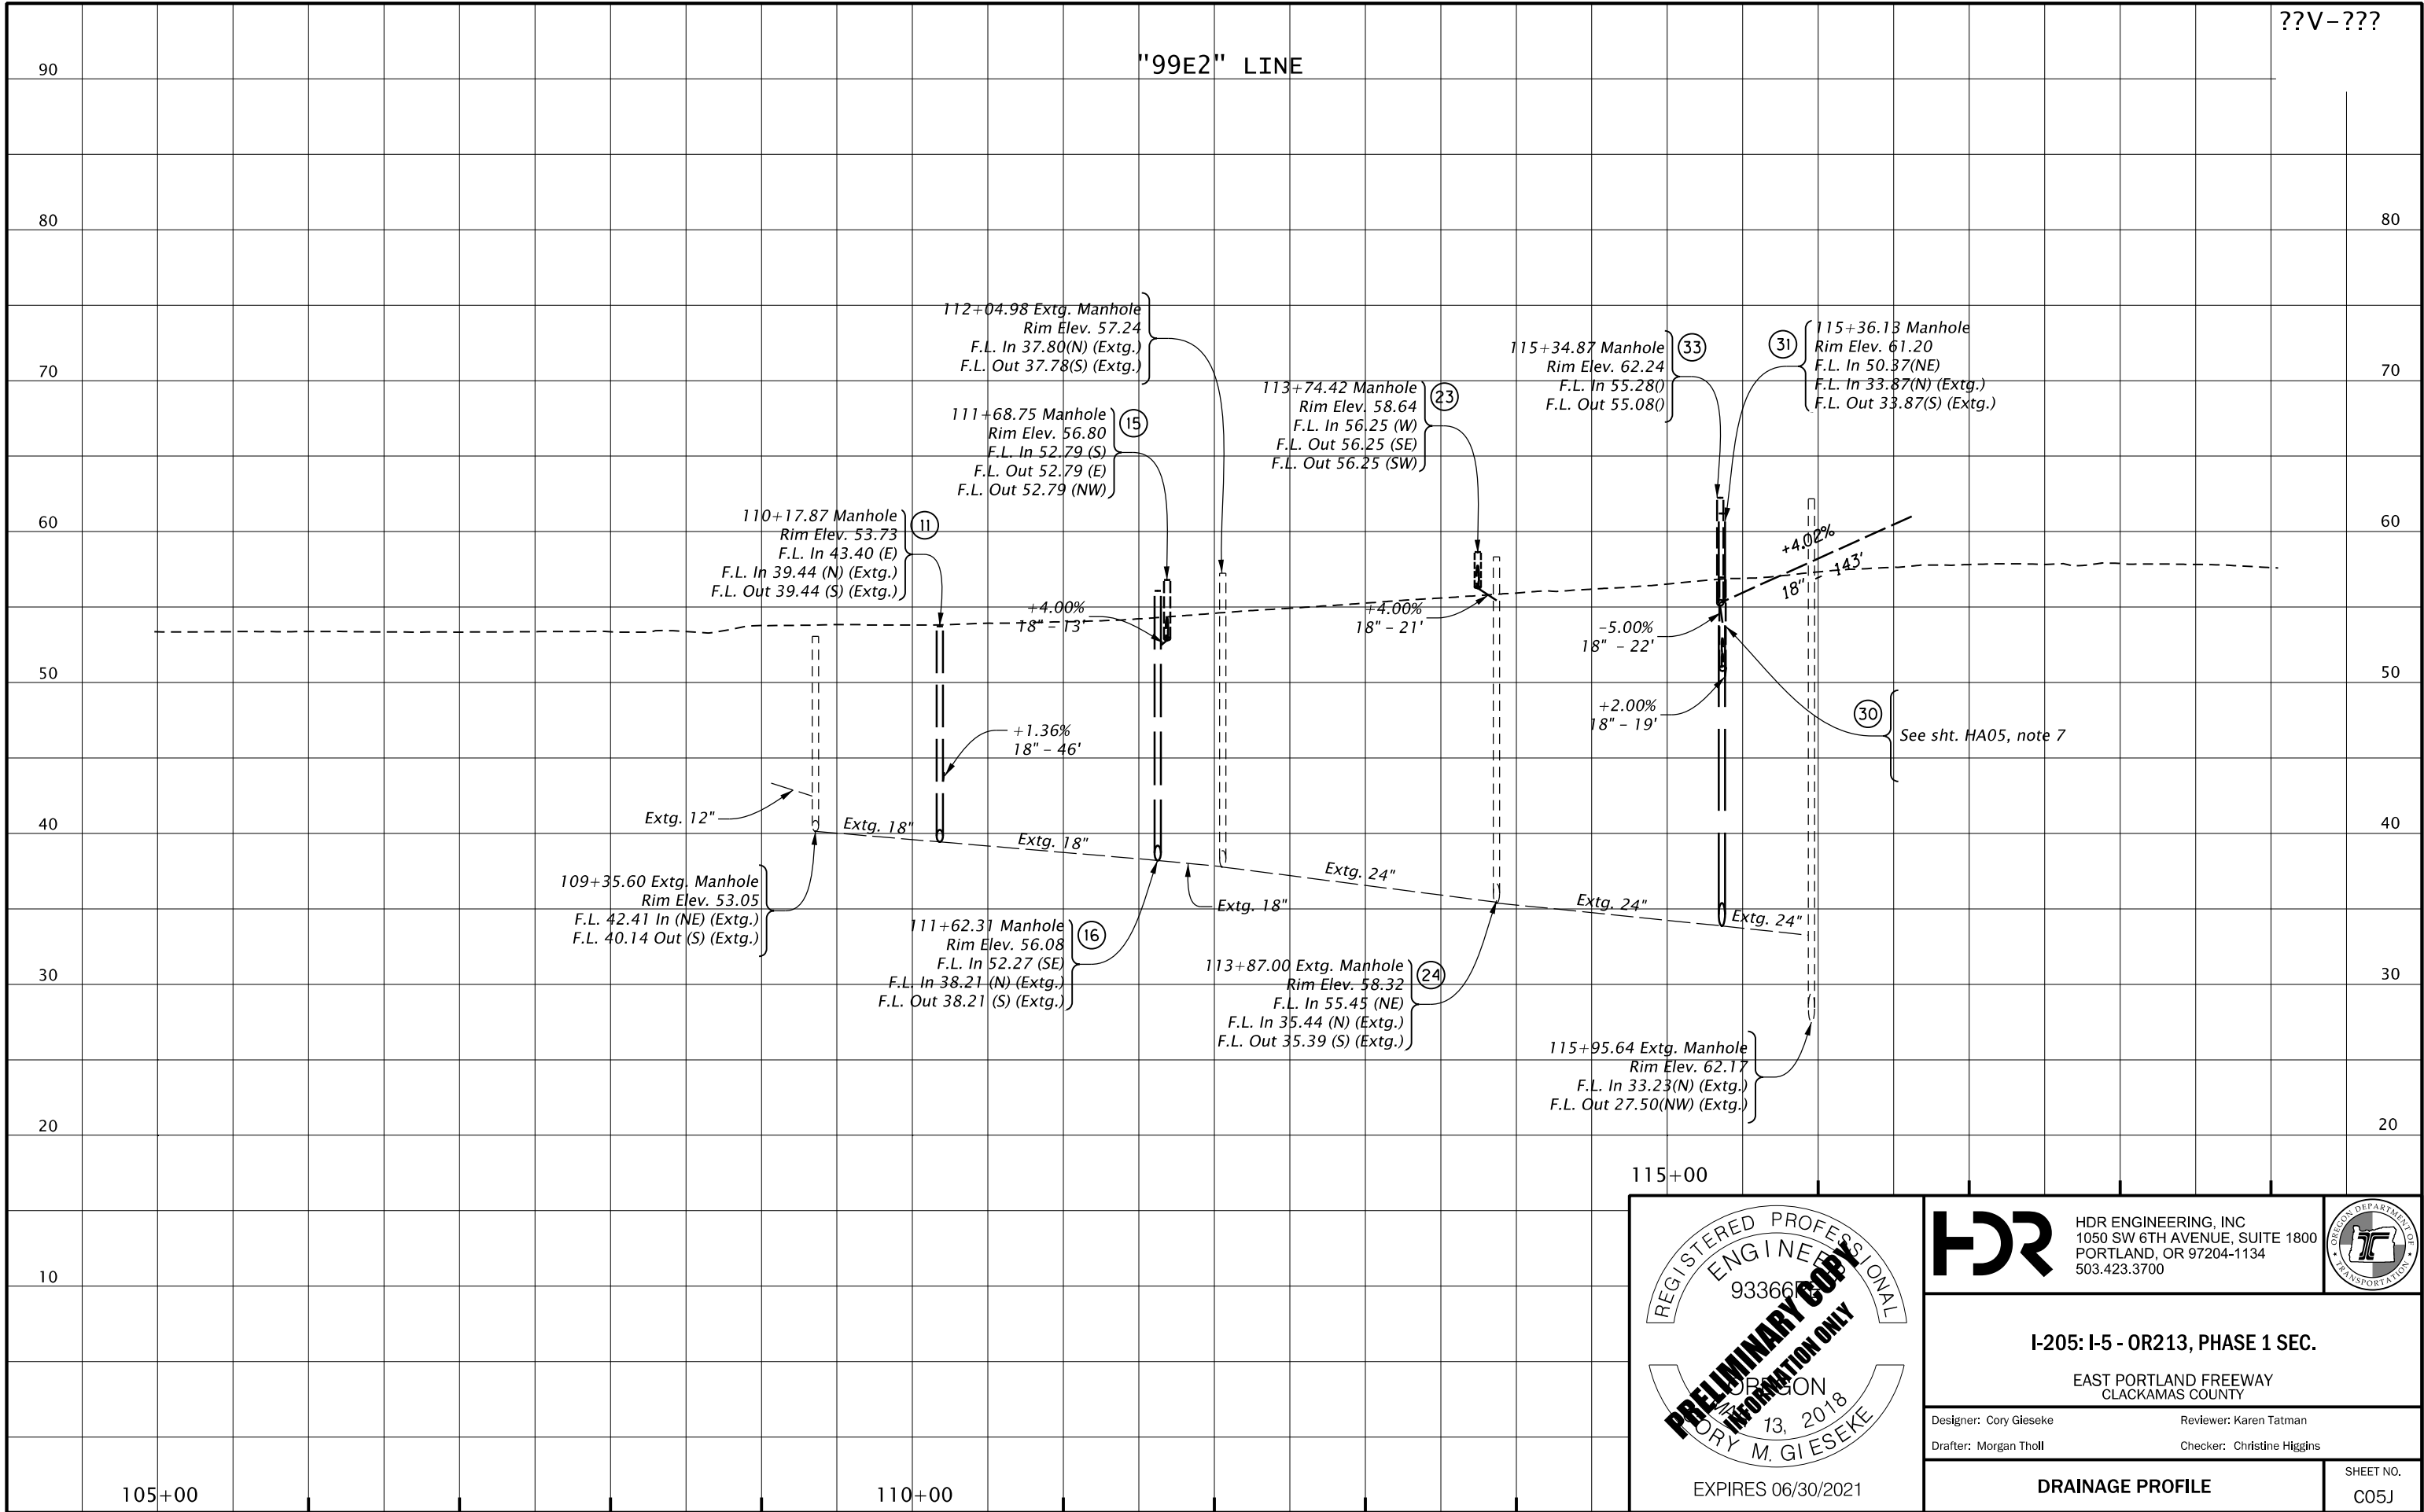 ??V-???
"99E2" LINE
90
80
80
70
70
60
60
50
50
40
40
30
30
20
20
10
112+04.98 Extg. Manhole
Rim Elev. 57.24
F.L. In 37.80(N) (Extg.)
F.L. Out 37.78(S) (Extg.)
111+68.75 Manhole
Rim Elev. 56.80
F.L. In 52.79 (S)
F.L. Out 52.79 (E)
F.L. Out 52.79 (NW)
15
110+17.87 Manhole
Rim Elev. 53.73
F.L. In 43.40 (E)
F.L. In 39.44 (N) (Extg.)
F.L. Out 39.44 (S) (Extg.)
11
113+74.42 Manhole
Rim Elev. 58.64
F.L. In 56.25 (W)
F.L. Out 56.25 (SE)
F.L. Out 56.25 (SW)
23
115+34.87 Manhole
Rim Elev. 62.24
F.L. In 55.28()
F.L. Out 55.08()
33
31
115+36.13 Manhole
Rim Elev. 61.20
F.L. In 50.37(NE)
F.L. In 33.87(N) (Extg.)
F.L. Out 33.87(S) (Extg.)
+4.00%
18" - 13'
+4.00%
18" - 21'
+4.02%
18" - 143'
-5.00%
18" - 22'
+2.00%
18" - 19'
30
See sht. HA05, note 7
+1.36%
18" - 46'
Extg. 12"
Extg. 18"
Extg. 18"
Extg. 18"
Extg. 24"
Extg. 24"
Extg. 24"
109+35.60 Extg. Manhole
Rim Elev. 53.05
F.L. 42.41 In (NE) (Extg.)
F.L. 40.14 Out (S) (Extg.)
111+62.31 Manhole
Rim Elev. 56.08
F.L. In 52.27 (SE)
F.L. In 38.21 (N) (Extg.)
F.L. Out 38.21 (S) (Extg.)
16
113+87.00 Extg. Manhole
Rim Elev. 58.32
F.L. In 55.45 (NE)
F.L. In 35.44 (N) (Extg.)
F.L. Out 35.39 (S) (Extg.)
24
115+95.64 Extg. Manhole
Rim Elev. 62.17
F.L. In 33.23(N) (Extg.)
F.L. Out 27.50(NW) (Extg.)
105+00
110+00
115+00
REGISTERED PROFESSIONAL
ENGINEER
93366
PRELIMINARY COPY
INFORMATION ONLY
OREGON
13, 2018
CORY M. GIESEKE
EXPIRES 06/30/2021
HDR
HDR ENGINEERING, INC
1050 SW 6TH AVENUE, SUITE 1800
PORTLAND, OR 97204-1134
503.423.3700
OREGON DEPARTMENT OF
TRANSPORTATION
I-205: I-5 - OR213, PHASE 1 SEC.
EAST PORTLAND FREEWAY
CLACKAMAS COUNTY
Designer: Cory Gieseke
Reviewer: Karen Tatman
Drafter: Morgan Tholl
Checker: Christine Higgins
DRAINAGE PROFILE
SHEET NO.
C05J